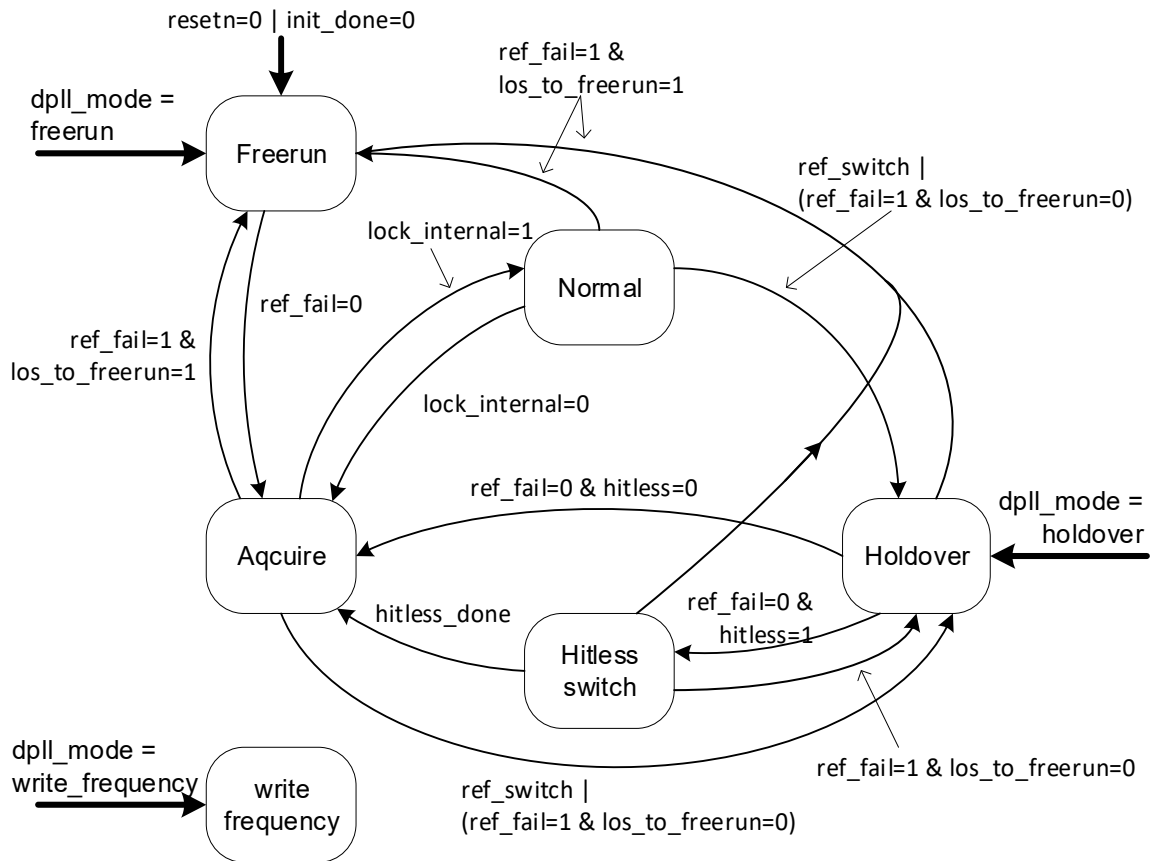 resetn=0 | init_done=0
ref_fail=1 &
los_to_freerun=1
dpll_mode =
freerun
Freerun
ref_switch |
(ref_fail=1 & los_to_freerun=0)
lock_internal=1
Normal
ref_fail=0
ref_fail=1 &
los_to_freerun=1
lock_internal=0
ref_fail=0 & hitless=0
dpll_mode =
holdover
Aqcuire
Holdover
hitless_done
ref_fail=0 &
hitless=1
Hitless
switch
dpll_mode =
write_frequency
write
frequency
ref_switch |
(ref_fail=1 & los_to_freerun=0)
ref_fail=1 & los_to_freerun=0